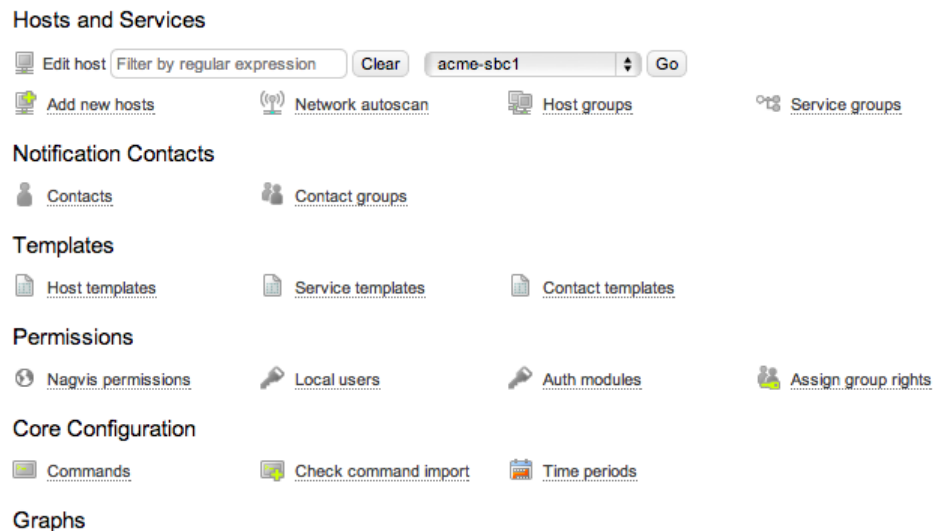 Hosts and Services
Edit host Filter by regular expression Clear acme-sbc1 Go
Add new hosts Network autoscan Host groups Service groups
Notification Contacts
Contacts Contact groups
Templates
Host templates Service templates Contact templates
Permissions
Nagvis permissions Local users Auth modules Assign group rights
Core Configuration
Commands Check command import Time periods
Graphs